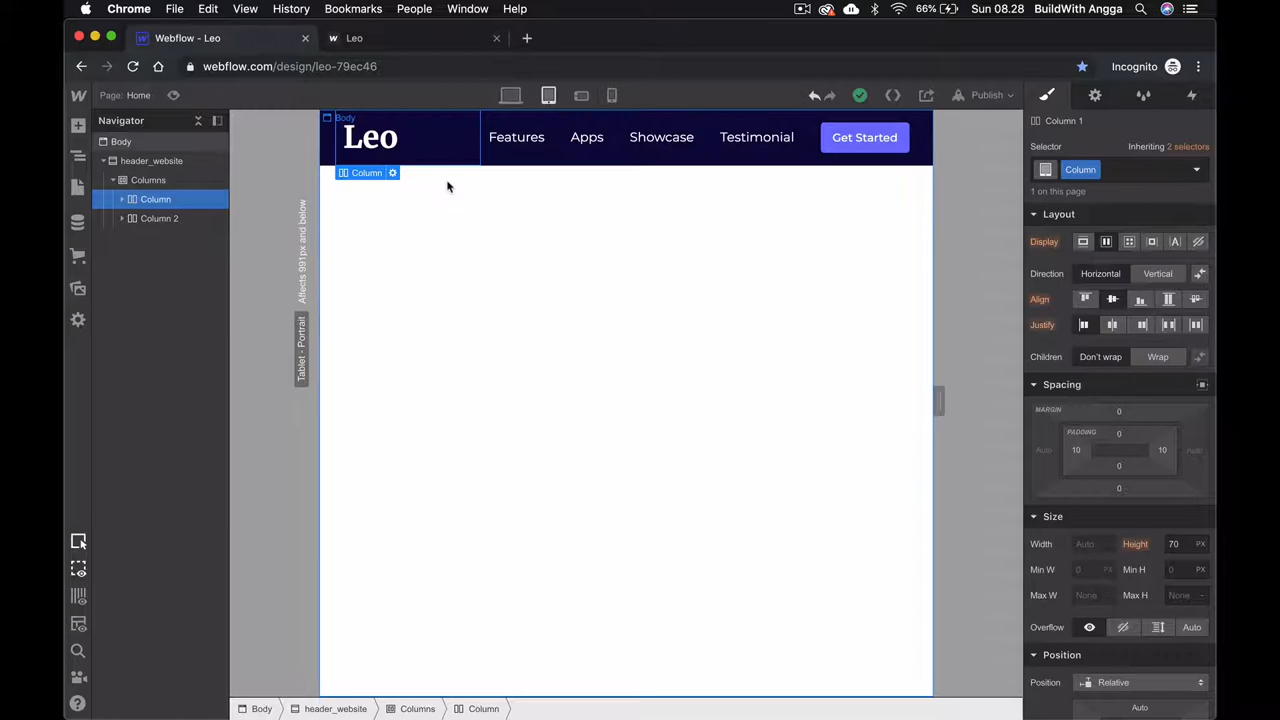 Chrome File Edit View History Bookmarks People Window Help 66% Sun 08.28 BuildWith Angga
Webflow - Leo Leo
webflow.com/design/leo-79ec46 Incognito
Page: Home Publish
Navigator
Body
header_website
Columns
Column
Column 2
Body
Leo Features Apps Showcase Testimonial Get Started
Column
Affects 991px and below
Tablet - Portrait
Column 1
Selector Inheriting 2 selectors
Column
1 on this page
Layout
Display
Direction Horizontal Vertical
Align
Justify
Children Don't wrap Wrap
Spacing
MARGIN 0
PADDING 0
Auto 10 10 Auto
0
0
Size
Width Auto Height 70 PX
Min W 0 PX Min H 0 PX
Max W None Max H None -
Overflow Auto
Position
Position Relative
Auto
Body header_website Columns Column